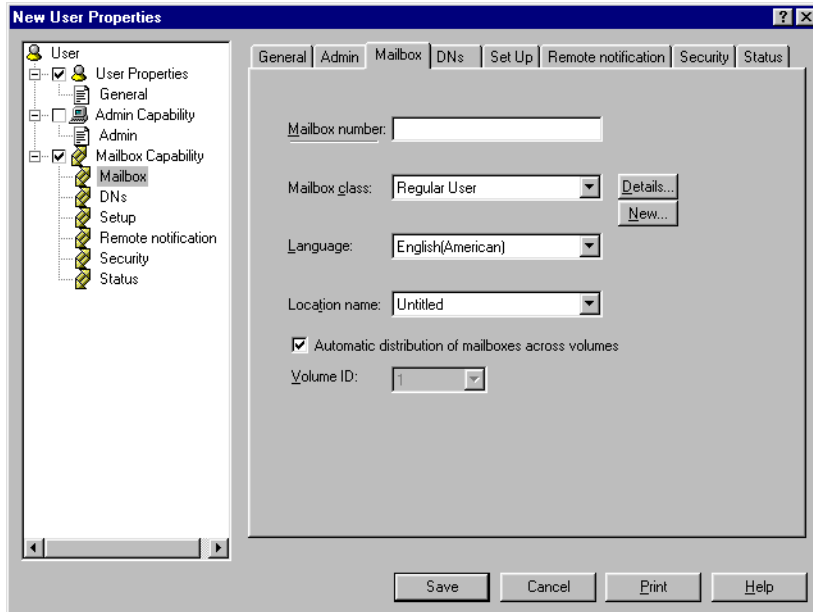 New User Properties
User
User Properties
General
Admin Capability
Admin
Mailbox Capability
Mailbox
DNs
Setup
Remote notification
Security
Status
General Admin Mailbox DNs Set Up Remote notification Security Status
Mailbox number:
Mailbox class: Regular User Details...
New...
Language: English(American)
Location name: Untitled
Automatic distribution of mailboxes across volumes
Volume ID: 1
Save Cancel Print Help